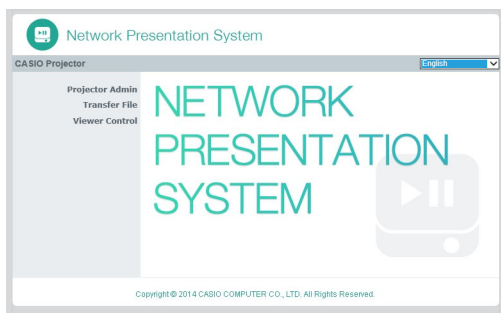 Network Presentation System
CASIO Projector
English
Projector Admin
Transfer File
Viewer Control
NETWORK
PRESENTATION
SYSTEM
Copyright © 2014 CASIO COMPUTER CO., LTD. All Rights Reserved.